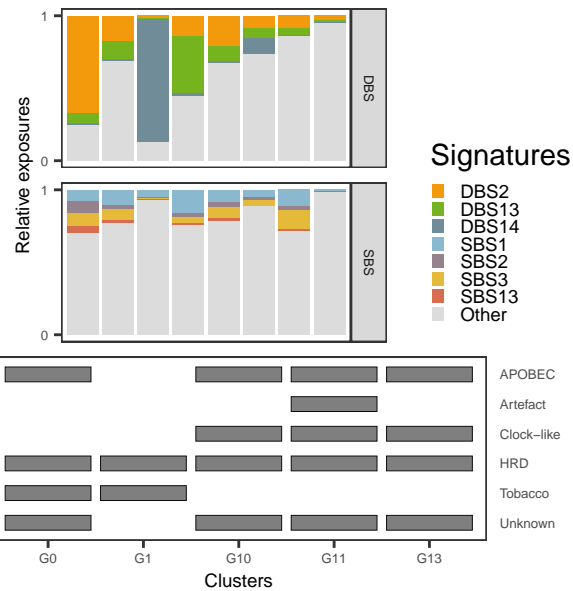 Relative exposures
1
0
DBS
1
0
SBS
Signatures
DBS2
DBS13
DBS14
SBS1
SBS2
SBS3
SBS13
Other
APOBEC
Artefact
Clock−like
HRD
Tobacco
Unknown
G0 G1 G10 G11 G13
Clusters